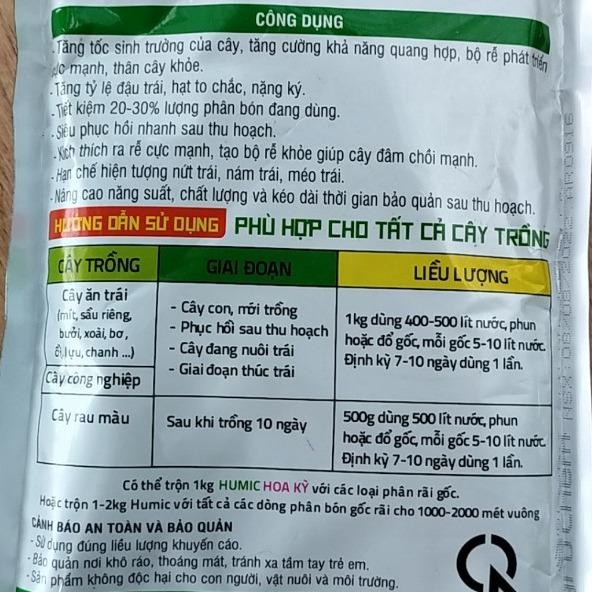 CÔNG DỤNG
- Tăng tốc sinh trưởng của cây, tăng cường khả năng quang hợp, bộ rễ phát triển
cực mạnh, thân cây khỏe.
- Tăng tỷ lệ đậu trái, hạt to chắc, nặng ký.
- Tiết kiệm 20-30% lượng phân bón đang dùng.
- Siêu phục hồi nhanh sau thu hoạch.
- Kích thích ra rễ cực mạnh, tạo bộ rễ khỏe giúp cây đâm chồi mạnh.
- Hạn chế hiện tượng nứt trái, nám trái, méo trái.
- Nâng cao năng suất, chất lượng và kéo dài thời gian bảo quản sau thu hoạch.
HƯỚNG DẪN SỬ DỤNG PHÙ HỢP CHO TẤT CẢ CÂY TRỒNG
CÂY TRỒNG GIAI ĐOẠN LIỀU LƯỢNG
Cây ăn trái
(mít, sầu riêng,
bưởi, xoài, bơ,
ổi, lựu, chanh ...)
Cây công nghiệp
- Cây con, mới trồng
- Phục hồi sau thu hoạch
- Cây đang nuôi trái
- Giai đoạn thúc trái
1kg dùng 400-500 lít nước, phun
hoặc đổ gốc, mỗi gốc 5-10 lít nước.
Định kỳ 7-10 ngày dùng 1 lần.
Cây rau màu
Sau khi trồng 10 ngày
500g dùng 500 lít nước, phun
hoặc đổ gốc, mỗi gốc 5-10 lít nước.
Định kỳ 7-10 ngày dùng 1 lần.
Có thể trộn 1kg HUMIC HOA KỲ với các loại phân rãi gốc.
Hoặc trộn 1-2kg Humic với tất cả các dòng phân bón gốc rãi cho 1000-2000 mét vuông
CẢNH BÁO AN TOÀN VÀ BẢO QUẢN
- Sử dụng đúng liều lượng khuyến cáo.
- Bảo quản nơi khô ráo, thoáng mát, tránh xa tầm tay trẻ em.
- Sản phẩm không độc hại cho con người, vật nuôi và môi trường.